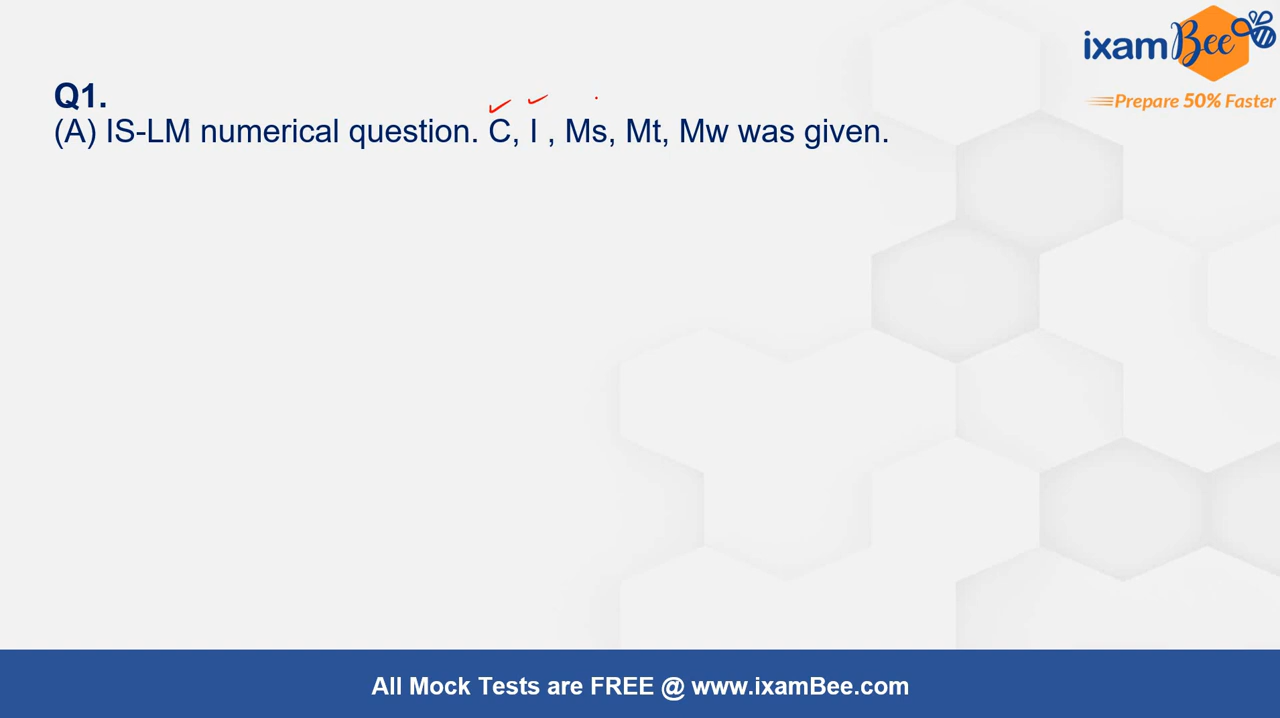 ixamBee
Prepare 50% Faster
Q1.
(A) IS-LM numerical question. C, I , Ms, Mt, Mw was given.
All Mock Tests are FREE @ www.ixamBee.com